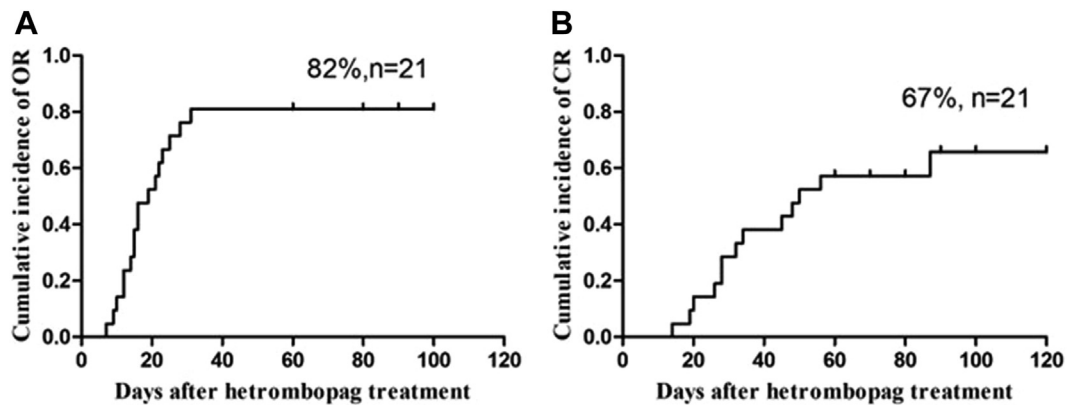 A
82%,n=21
Cumulative incidence of OR
1.0
0.8
0.6
0.4
0.2
0.0
0 20 40 60 80 100 120
Days after hetrombopag treatment
B
67%, n=21
Cumulative incidence of CR
1.0
0.8
0.6
0.4
0.2
0.0
0 20 40 60 80 100 120
Days after hetrombopag treatment